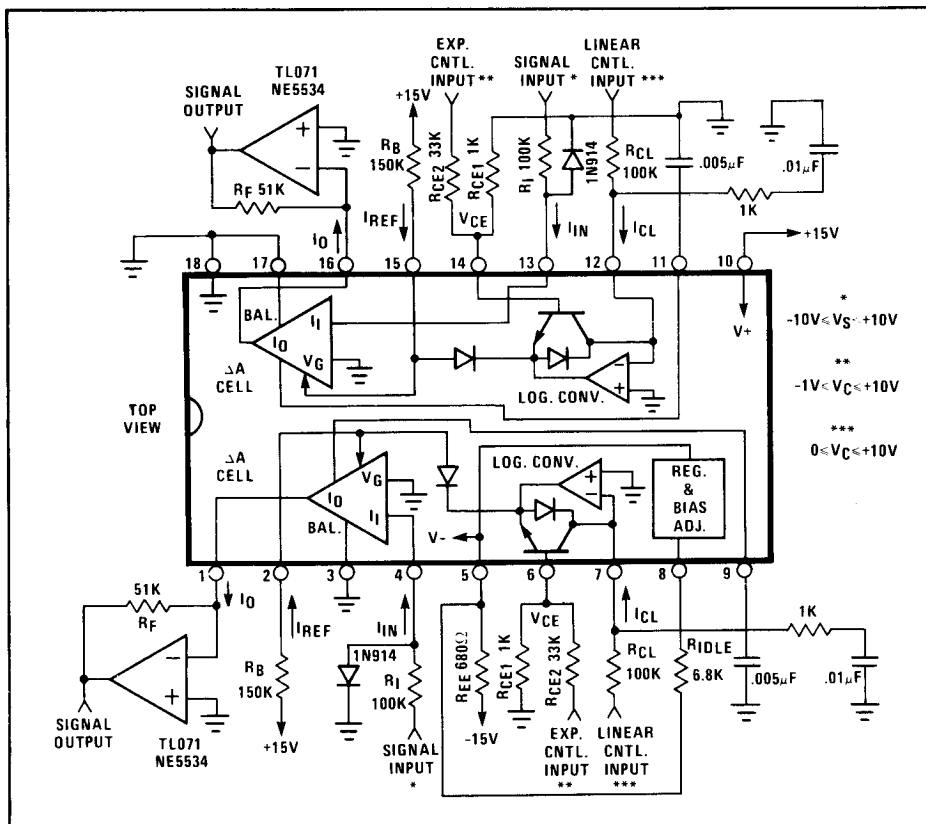 EXP. CNTL. INPUT **
SIGNAL INPUT *
LINEAR CNTL. INPUT ***
TL071
NE5534
SIGNAL OUTPUT
+
−
RF 51K
+15V
RB 150K
RCE2 33K
RCE1 1K
RI 100K
1N914
RCL 100K
.005μF
.01μF
1K
IO
IREF
VCE
IIN
ICL
+15V
18
17
16
15
14
13
12
11
10
BAL.
II
IO
VG
ΔA CELL
−
+
LOG. CONV.
V+
*
-10V ≤ VS ≤ +10V
**
-1V ≤ VC ≤ +10V
***
0 ≤ VC ≤ +10V
TOP VIEW
ΔA CELL
LOG. CONV.
VG
IO
II
BAL.
+
−
V-
REG. & BIAS ADJ.
1
2
3
4
5
6
7
8
9
51K
RF
IO
IREF
IIN
VCE
ICL
1K
−
+
RB 150K
1N914
RI 100K
REE 680Ω
RCE1 1K
RCE2 33K
RCL 100K
RIDLE 6.8K
.005μF
.01μF
SIGNAL OUTPUT
TL071
NE5534
+15V
SIGNAL INPUT *
-15V
EXP. CNTL. INPUT **
LINEAR CNTL. INPUT ***